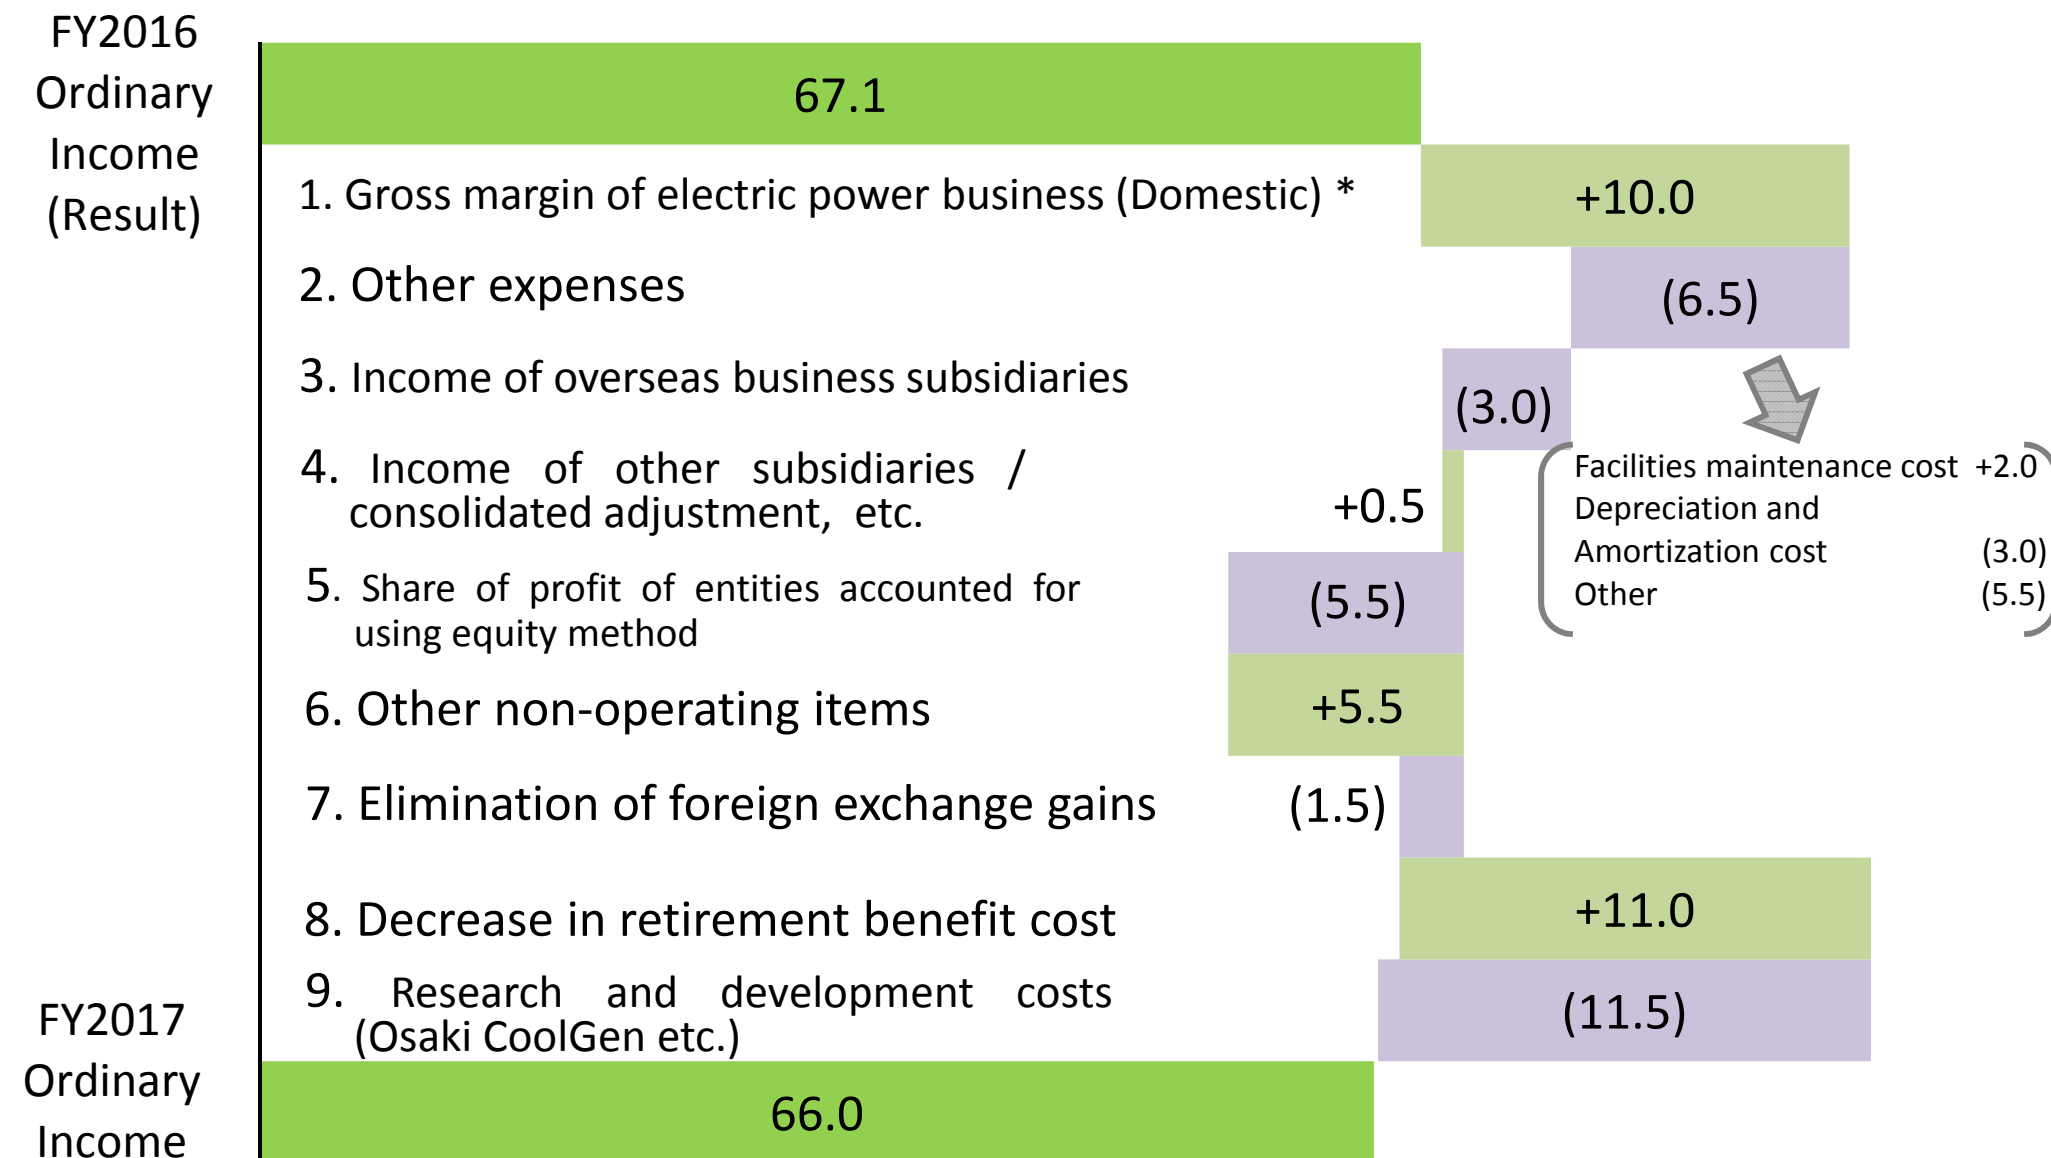 FY2016
Ordinary
Income
(Result)
67.1
1. Gross margin of electric power business (Domestic) *
+10.0
2. Other expenses
(6.5)
3. Income of overseas business subsidiaries
(3.0)
4. Income of other subsidiaries /
consolidated adjustment, etc.
+0.5
Facilities maintenance cost +2.0
Depreciation and
Amortization cost (3.0)
Other (5.5)
5. Share of profit of entities accounted for
using equity method
(5.5)
6. Other non-operating items
+5.5
7. Elimination of foreign exchange gains
(1.5)
8. Decrease in retirement benefit cost
+11.0
9. Research and development costs
(Osaki CoolGen etc.)
(11.5)
FY2017
Ordinary
Income
66.0